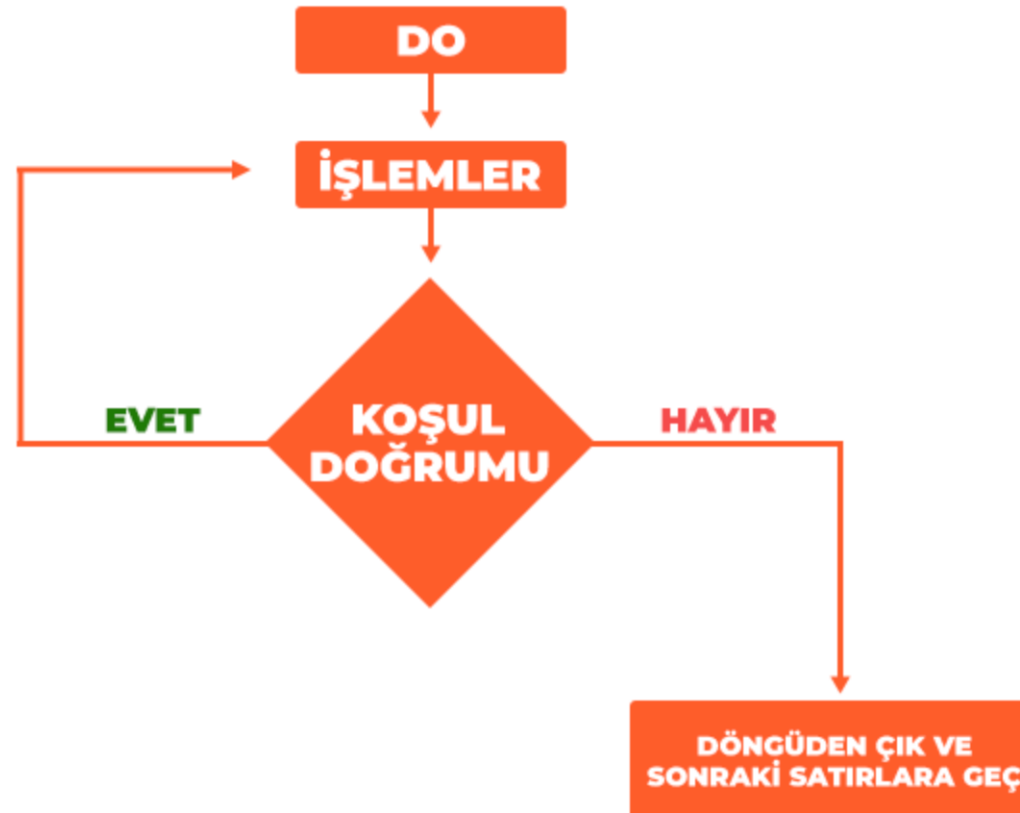 DO
İŞLEMLER
KOŞUL
DOĞRUMU
EVET
HAYIR
DÖNGÜDEN ÇIK VE
SONRAKİ SATIRLARA GEÇ